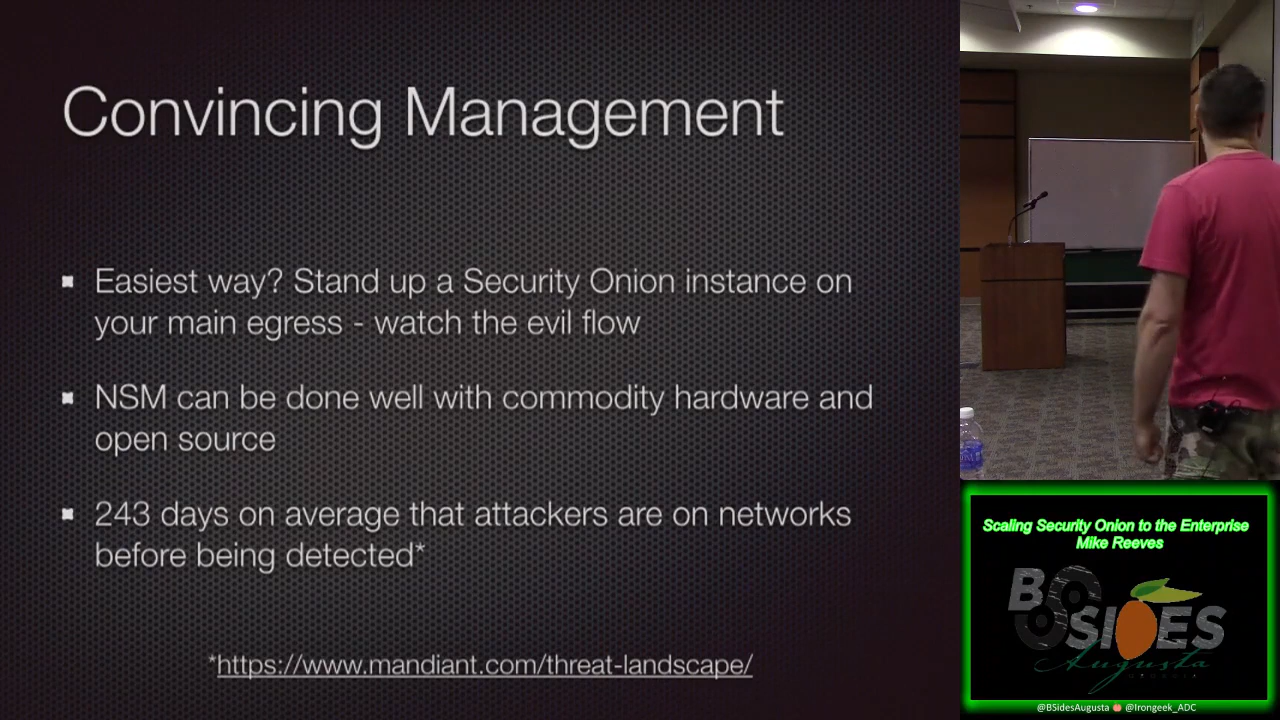 Convincing Management
Easiest way? Stand up a Security Onion instance on
your main egress - watch the evil flow
NSM can be done well with commodity hardware and
open source
243 days on average that attackers are on networks
before being detected*
*https://www.mandiant.com/threat-landscape/
Scaling Security Onion to the Enterprise
Mike Reeves
BSIDES
Augusta
GEORGIA
@BSidesAugusta @Irongeek_ADC